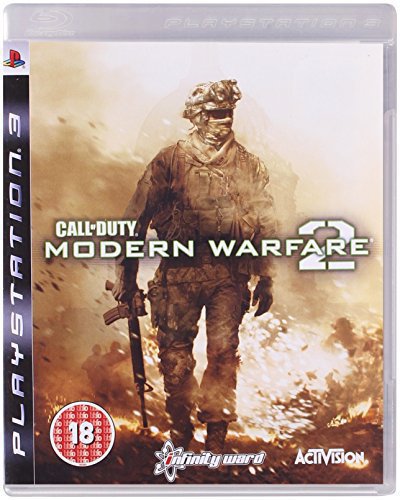 PLAYSTATION 3
PLAYSTATION 3
CALL OF DUTY
MODERN WARFARE 2
18
infinity ward
ACTIVISION